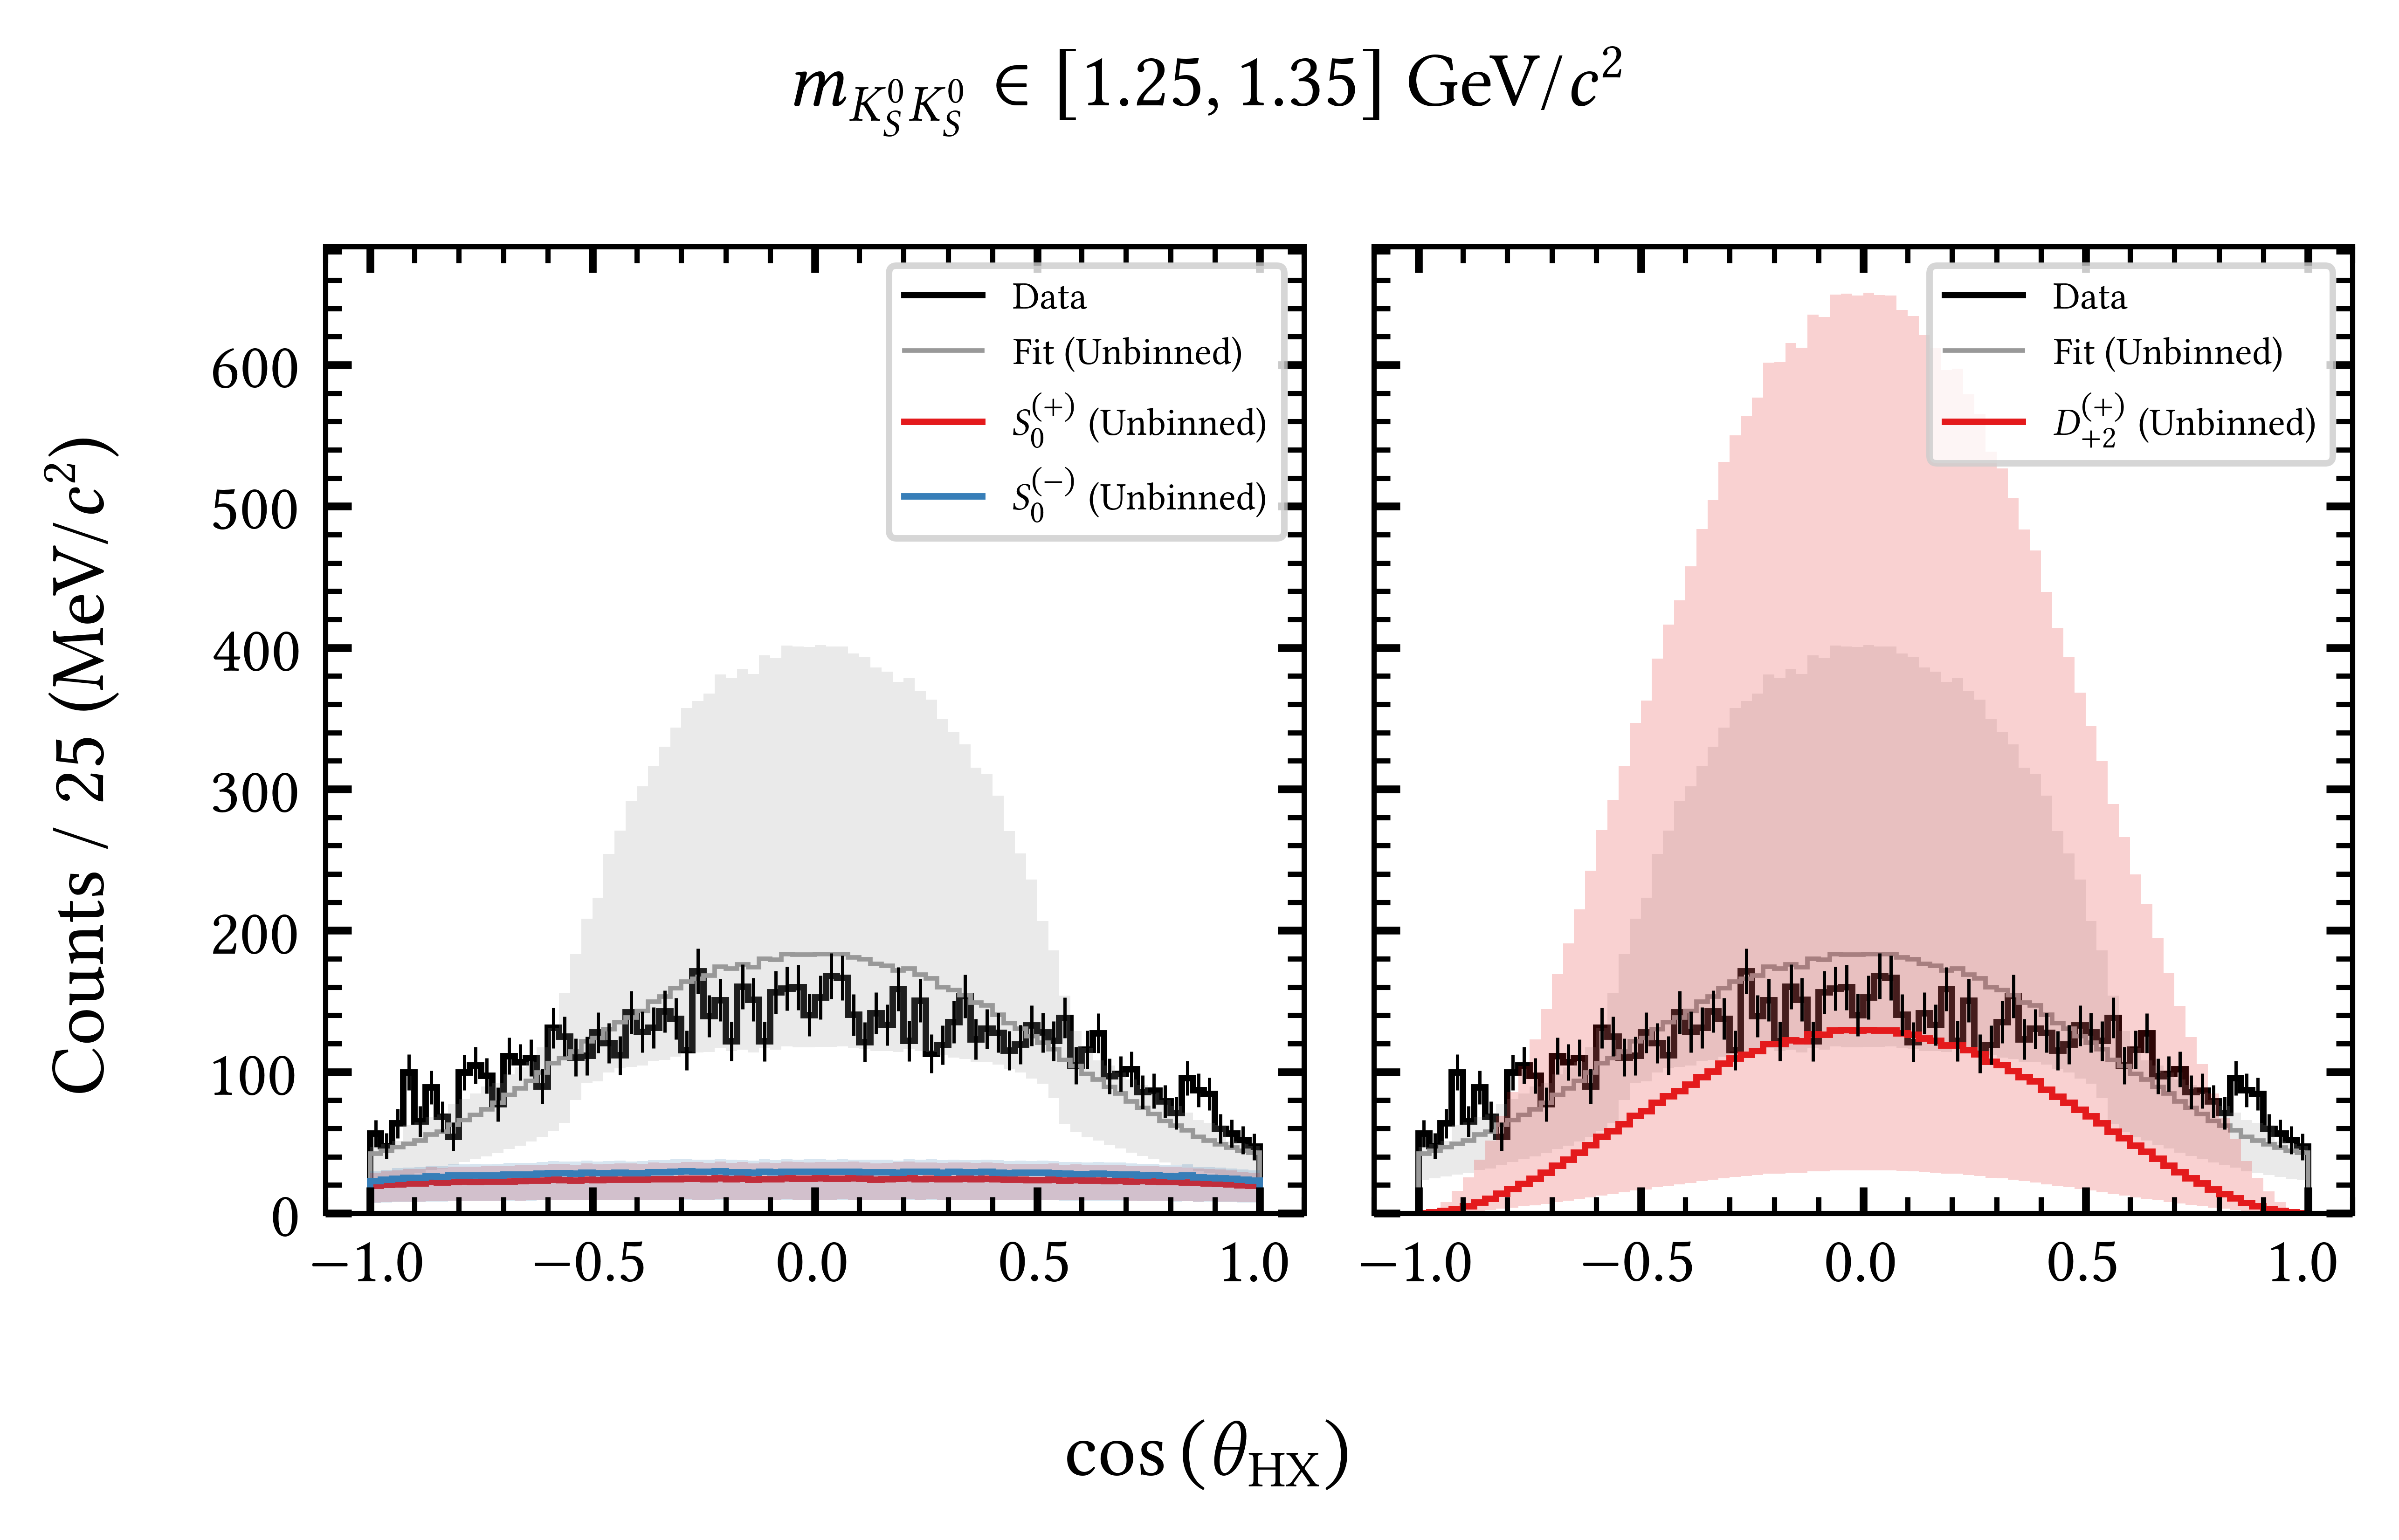 m_{K_S^0 K_S^0} ∈ [1.25, 1.35] GeV/c²
Counts / 25 (MeV/c²)
600
500
400
300
200
100
0
Data
Fit (Unbinned)
S_0^{(+)} (Unbinned)
S_0^{(−)} (Unbinned)
−1.0 −0.5 0.0 0.5 1.0
Data
Fit (Unbinned)
D_{+2}^{(+)} (Unbinned)
−1.0 −0.5 0.0 0.5 1.0
cos (θ_{HX})